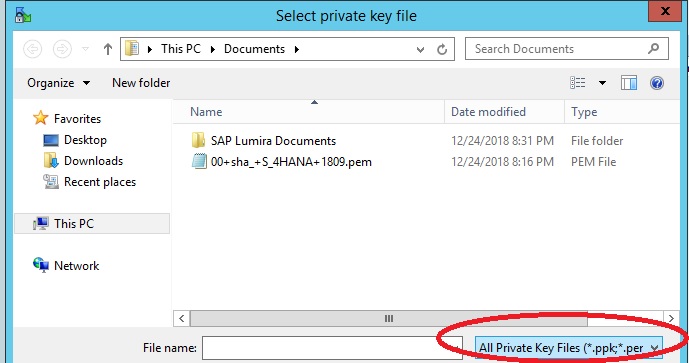 Select private key file
x
This PC
Documents
Search Documents
Organize
New folder
Name
Date modified
Type
Favorites
Desktop
Downloads
Recent places
This PC
Network
SAP Lumira Documents
12/24/2018 8:31 PM
File folder
00+sha_+S_4HANA+1809.pem
12/24/2018 8:16 PM
PEM File
File name:
All Private Key Files (*.ppk;*.per